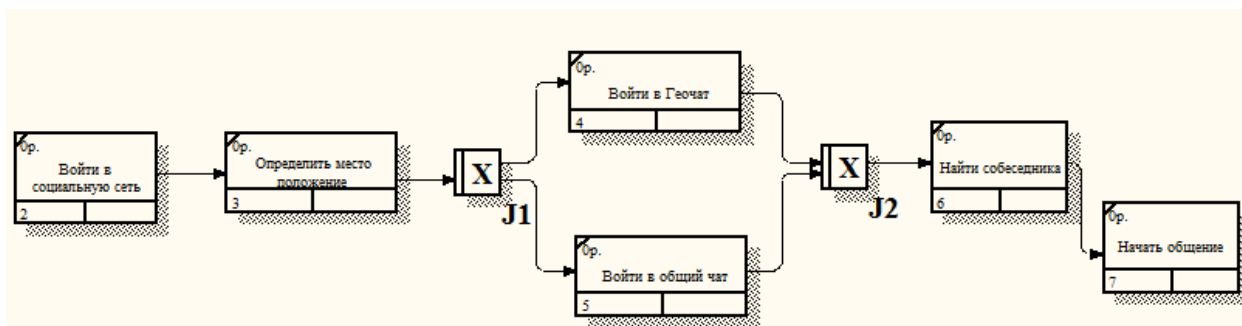 0р.
Войти в
социальную сеть
2
0р.
Определить место
положение
3
X
J1
0р.
Войти в Геочат
4
0р.
Войти в общий чат
5
X
J2
0р.
Найти собеседника
6
0р.
Начать общение
7